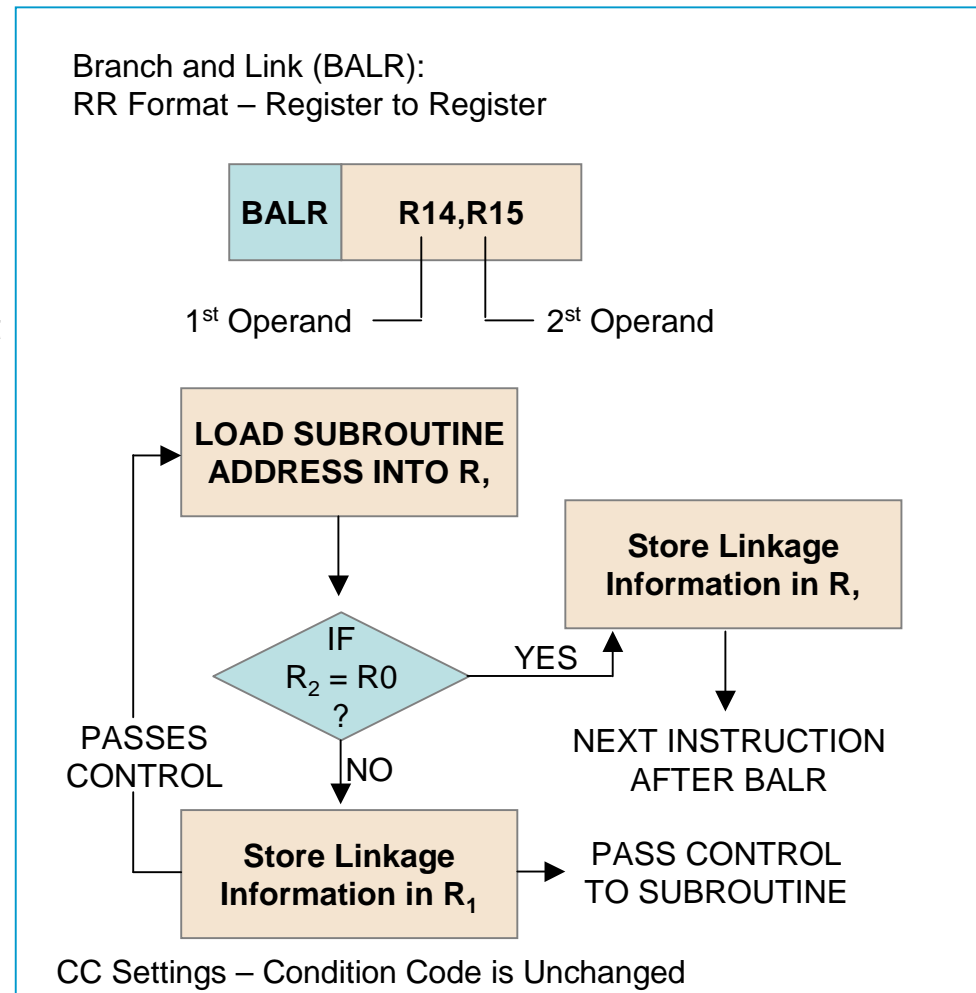 Branch and Link (BALR):
RR Format – Register to Register
BALR R14,R15
1st Operand 2st Operand
LOAD SUBROUTINE
ADDRESS INTO R,
Store Linkage
Information in R,
IF
R₂ = R0
?
YES
NO
PASSES
CONTROL
NEXT INSTRUCTION
AFTER BALR
Store Linkage
Information in R₁
PASS CONTROL
TO SUBROUTINE
CC Settings – Condition Code is Unchanged